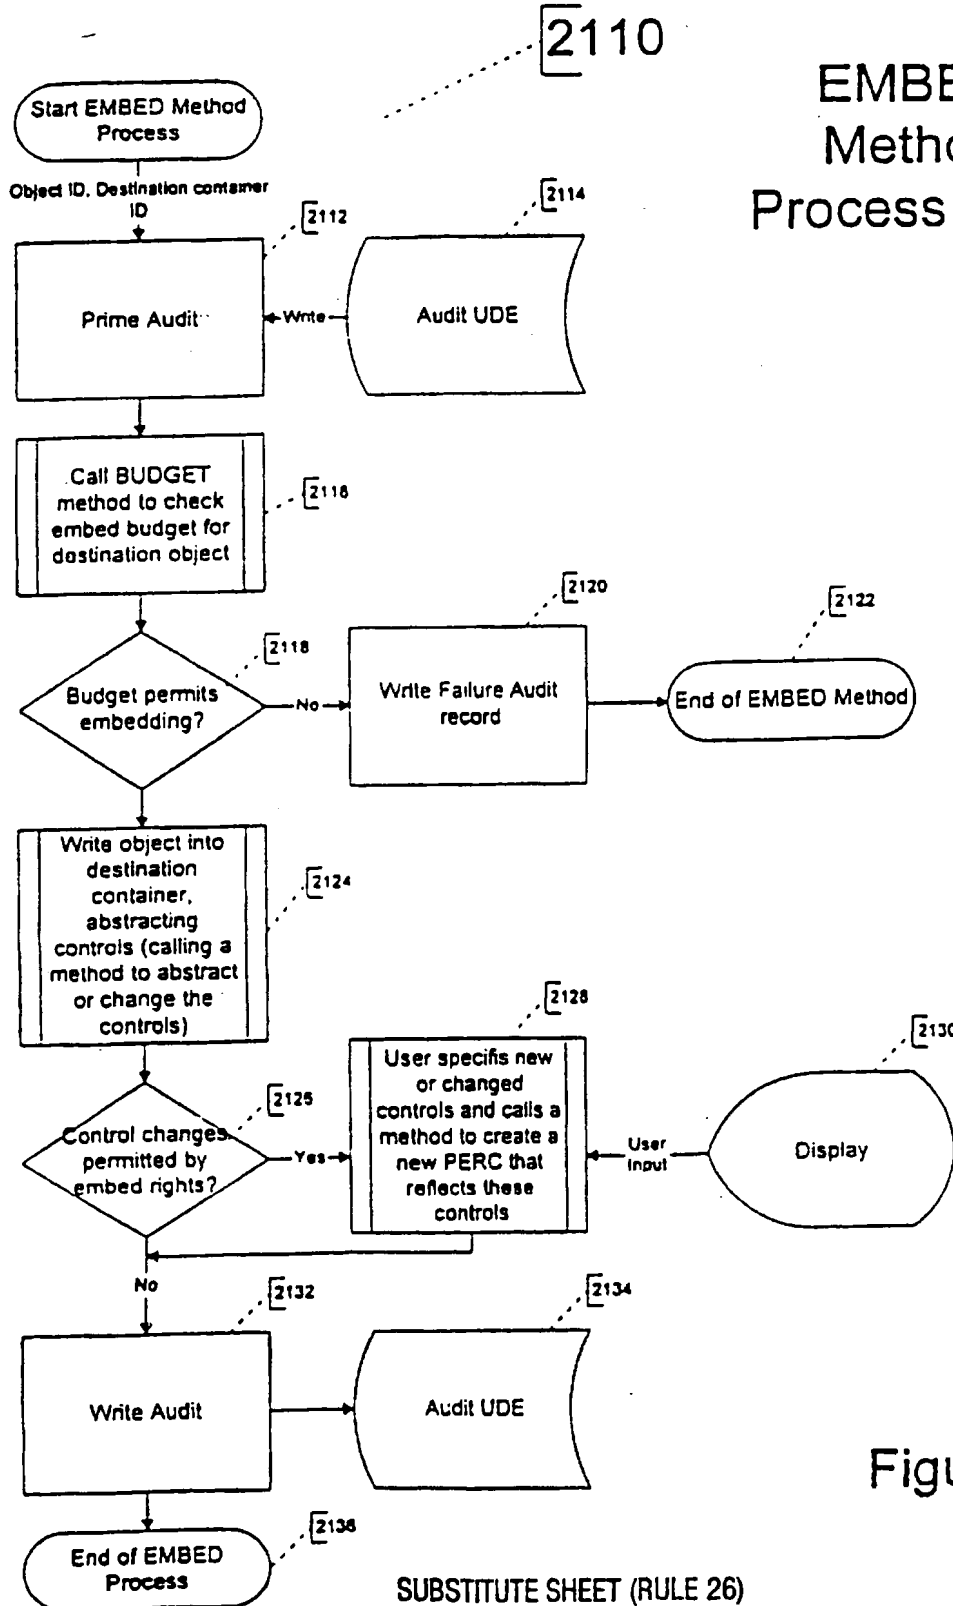 2110
EMBE
Metho
Process
Start EMBED Method
Process
Object ID, Destination container
ID
2112
2114
Prime Audit
Write
Audit UDE
Call BUDGET
method to check
embed budget for
destination object
2116
2118
2120
2122
Budget permits
embedding?
No
Write Failure Audit
record
End of EMBED Method
Write object into
destination
container,
abstracting
controls (calling a
method to abstract
or change the
controls)
2124
2128
2130
User specifis new
or changed
controls and calls a
method to create a
new PERC that
reflects these
controls
2126
Control changes
permitted by
embed rights?
Yes
User
Input
Display
No
2132
2134
Write Audit
Audit UDE
Figu
2136
End of EMBED
Process
SUBSTITUTE SHEET (RULE 26)